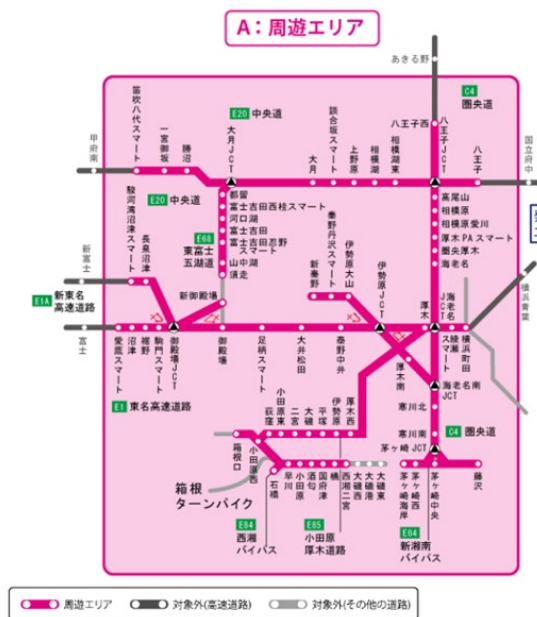 A：周遊エリア
あきる野
C4 圏央道
八王子西
八王子JCT
八王子
国立府中
E20 中央道
甲府南
笛吹八代スマート
一宮御坂
勝沼
大月JCT
大月
談合坂スマート
上野原
相模湖
相模湖東
E20 中央道
都留
富士吉田西桂スマート
河口湖
富士吉田
富士吉田忍野スマート
山中湖
須走
E68 東富士五湖道
高尾山
相模原
相模原愛川
厚木PAスマート
圏央厚木
海老名
新富士
駿河湾沼津スマート
長泉沼津
新御殿場
新秦野
秦野丹沢スマート
伊勢原大山
伊勢原JCT
厚木
海老名JCT
綾瀬スマート
横浜町田
横浜青葉
E1A 新東名高速道路
富士
愛鷹スマート
沼津
裾野
駒門スマート
御殿場JCT
御殿場
足柄スマート
大井松田
秦野中井
厚木南
海老名南JCT
E1 東名高速道路
寒川北
寒川南
茅ヶ崎JCT
C4 圏央道
箱根口
小田原西
荻窪
小田原東
二宮
大磯
平塚
伊勢原
厚木西
箱根ターンパイク
石橋
早川
小田原
酒匂
国府津
橘
西湘二宮
大磯西
大磯港
大磯東
茅ヶ崎海岸
茅ヶ崎西
茅ヶ崎中央
藤沢
E84 西湘バイパス
E85 小田原厚木道路
E84 新湘南バイパス
周遊エリア
対象外(高速道路)
対象外(その他の道路)